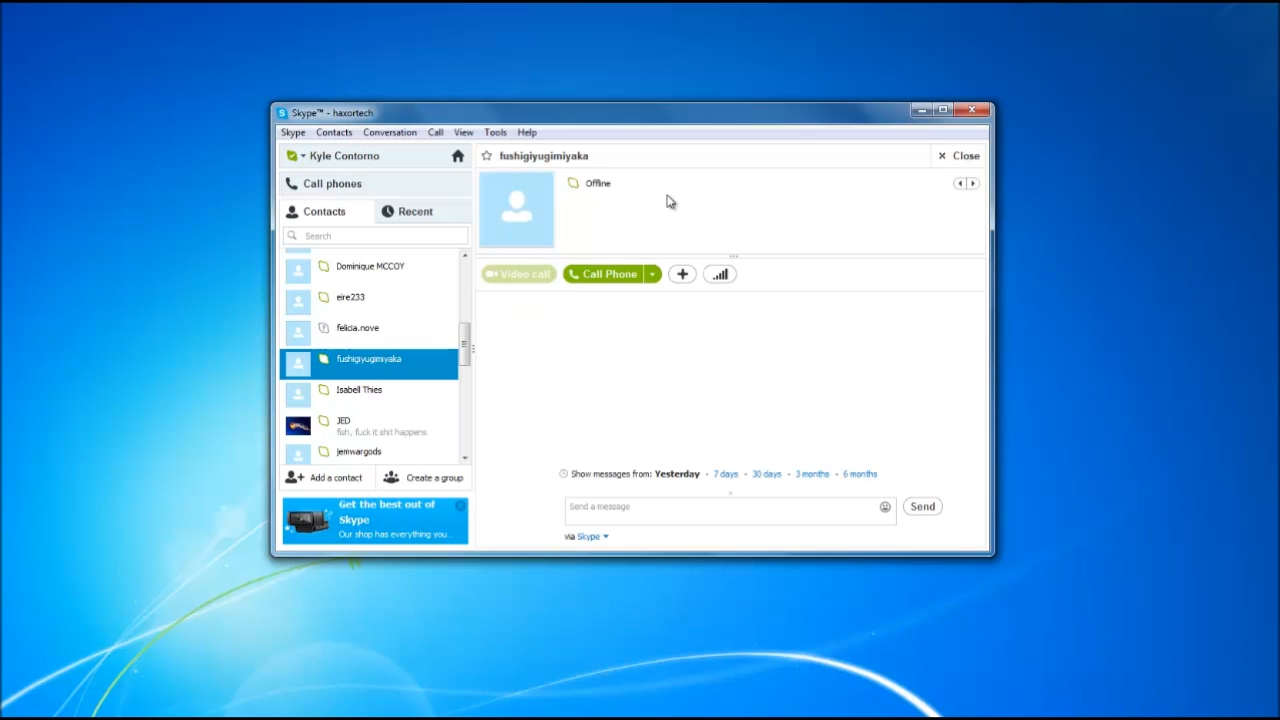 Skype™ - haxortech
Skype Contacts Conversation Call View Tools Help
Kyle Contorno
Call phones
Contacts Recent
Search
Dominique MCCOY
eire233
felicia.nove
fushigiyugimiyaka
Isabell Thies
JED
fish, fuck it shit happens
jemwargods
Add a contact Create a group
Get the best out of
Skype
Our shop has everything you...
fushigiyugimiyaka Close
Offline
Video call Call Phone
Show messages from: Yesterday • 7 days • 30 days • 3 months • 6 months
Send a message Send
via Skype